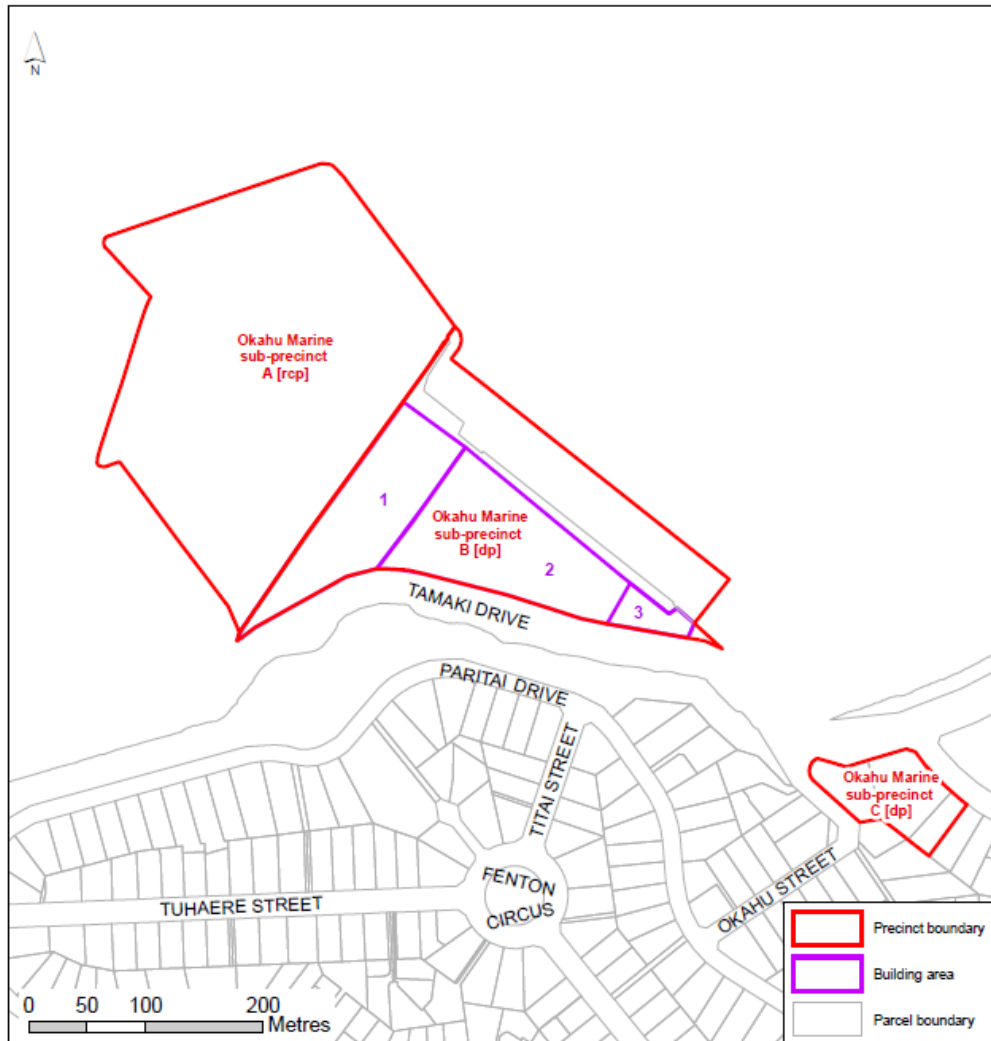 N
Okahu Marine
sub-precinct
A [rcp]
1
Okahu Marine
sub-precinct
B [dp]
2
3
TAMAKI DRIVE
PARITAI DRIVE
TITAI STREET
Okahu Marine
sub-precinct
C [dp]
OKAHU STREET
FENTON
CIRCUS
TUHAERE STREET
Precinct boundary
Building area
Parcel boundary
0 50 100 200
Metres